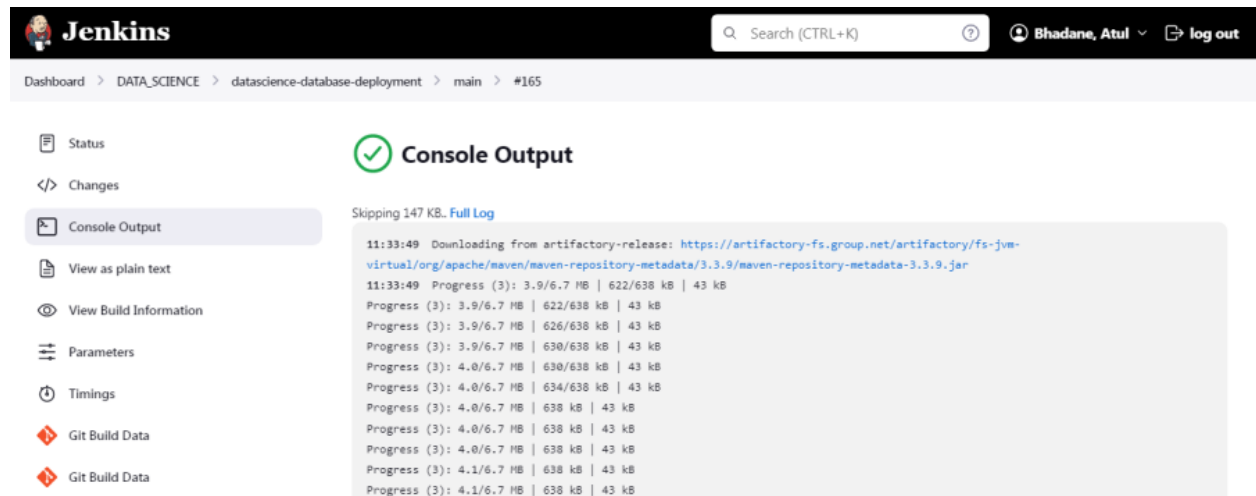 Jenkins
Search (CTRL+K)
?
Bhadane, Atul
log out
Dashboard > DATA_SCIENCE > datascience-database-deployment > main > #165
Status
Changes
Console Output
View as plain text
View Build Information
Parameters
Timings
Git Build Data
Git Build Data
Console Output
Skipping 147 KB.. Full Log
11:33:49 Downloading from artifactory-release: https://artifactory-fs.group.net/artifactory/fs-jvm-
virtual/org/apache/maven/maven-repository-metadata/3.3.9/maven-repository-metadata-3.3.9.jar
11:33:49 Progress (3): 3.9/6.7 MB | 622/638 kB | 43 kB
Progress (3): 3.9/6.7 MB | 622/638 kB | 43 kB
Progress (3): 3.9/6.7 MB | 626/638 kB | 43 kB
Progress (3): 3.9/6.7 MB | 630/638 kB | 43 kB
Progress (3): 4.0/6.7 MB | 630/638 kB | 43 kB
Progress (3): 4.0/6.7 MB | 634/638 kB | 43 kB
Progress (3): 4.0/6.7 MB | 638 kB | 43 kB
Progress (3): 4.0/6.7 MB | 638 kB | 43 kB
Progress (3): 4.0/6.7 MB | 638 kB | 43 kB
Progress (3): 4.1/6.7 MB | 638 kB | 43 kB
Progress (3): 4.1/6.7 MB | 638 kB | 43 kB